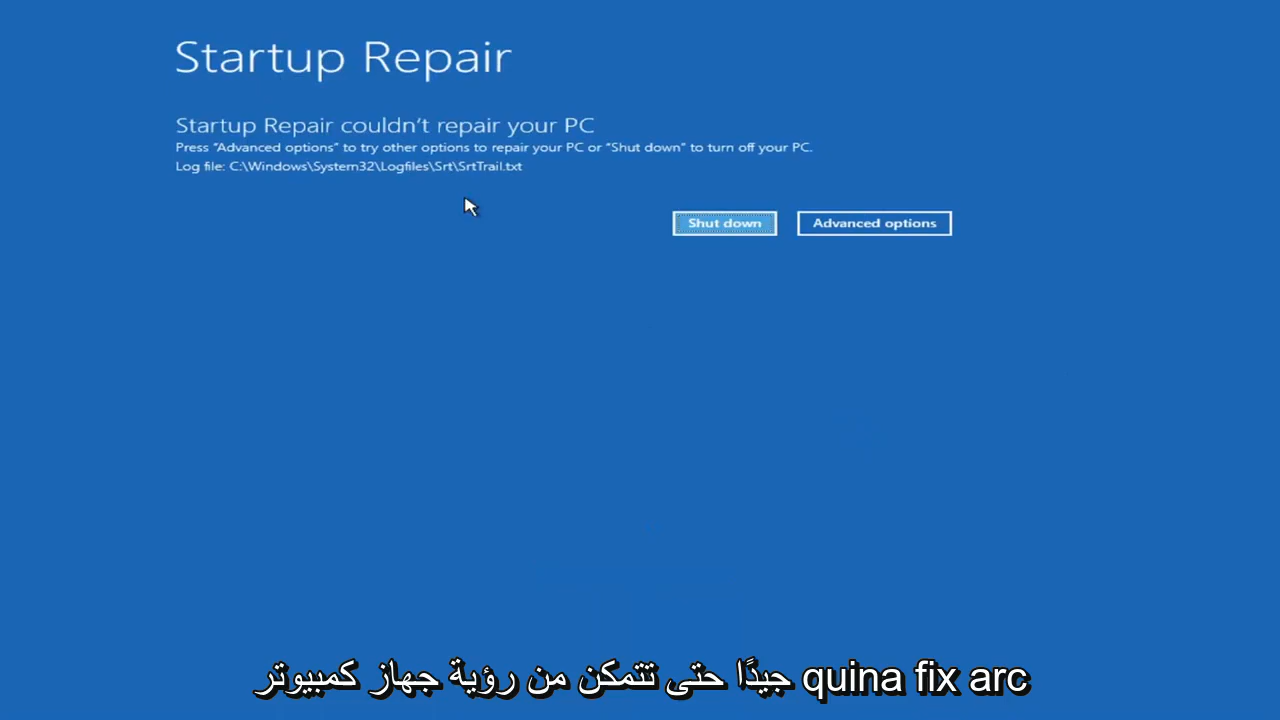 Startup Repair
Startup Repair couldn't repair your PC
Press “Advanced options” to try other options to repair your PC or “Shut down” to turn off your PC.
Log file: C:\Windows\System32\Logfiles\Srt\SrtTrail.txt
Shut down
Advanced options
جيدًا حتى تتمكن من رؤية جهاز كمبيوتر quina fix arc